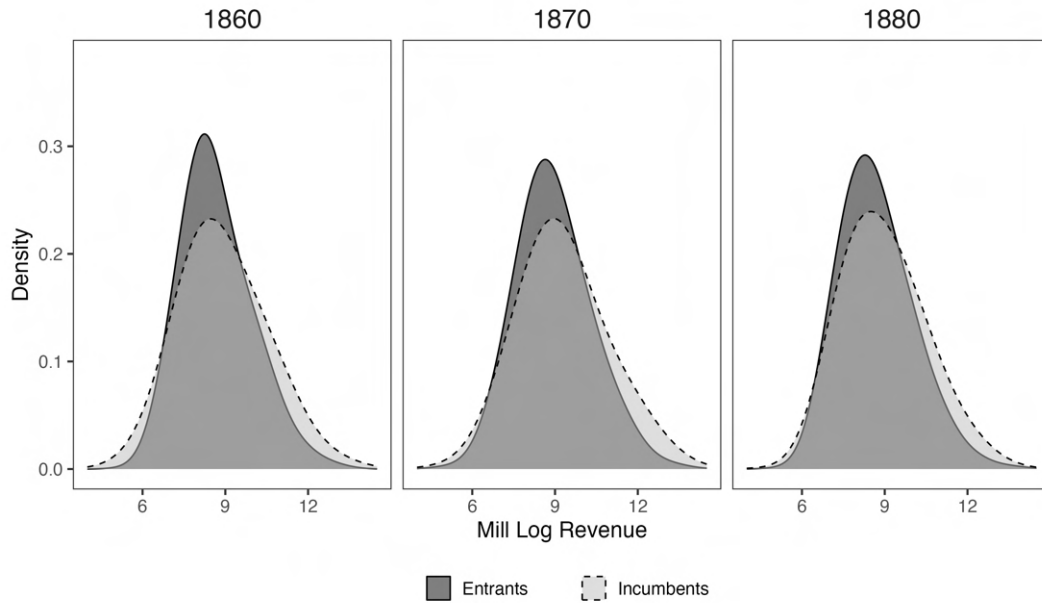 1860 1870 1880
0.3
0.2
0.1
0.0
Density
6 9 12 6 9 12 6 9 12
Mill Log Revenue
Entrants Incumbents